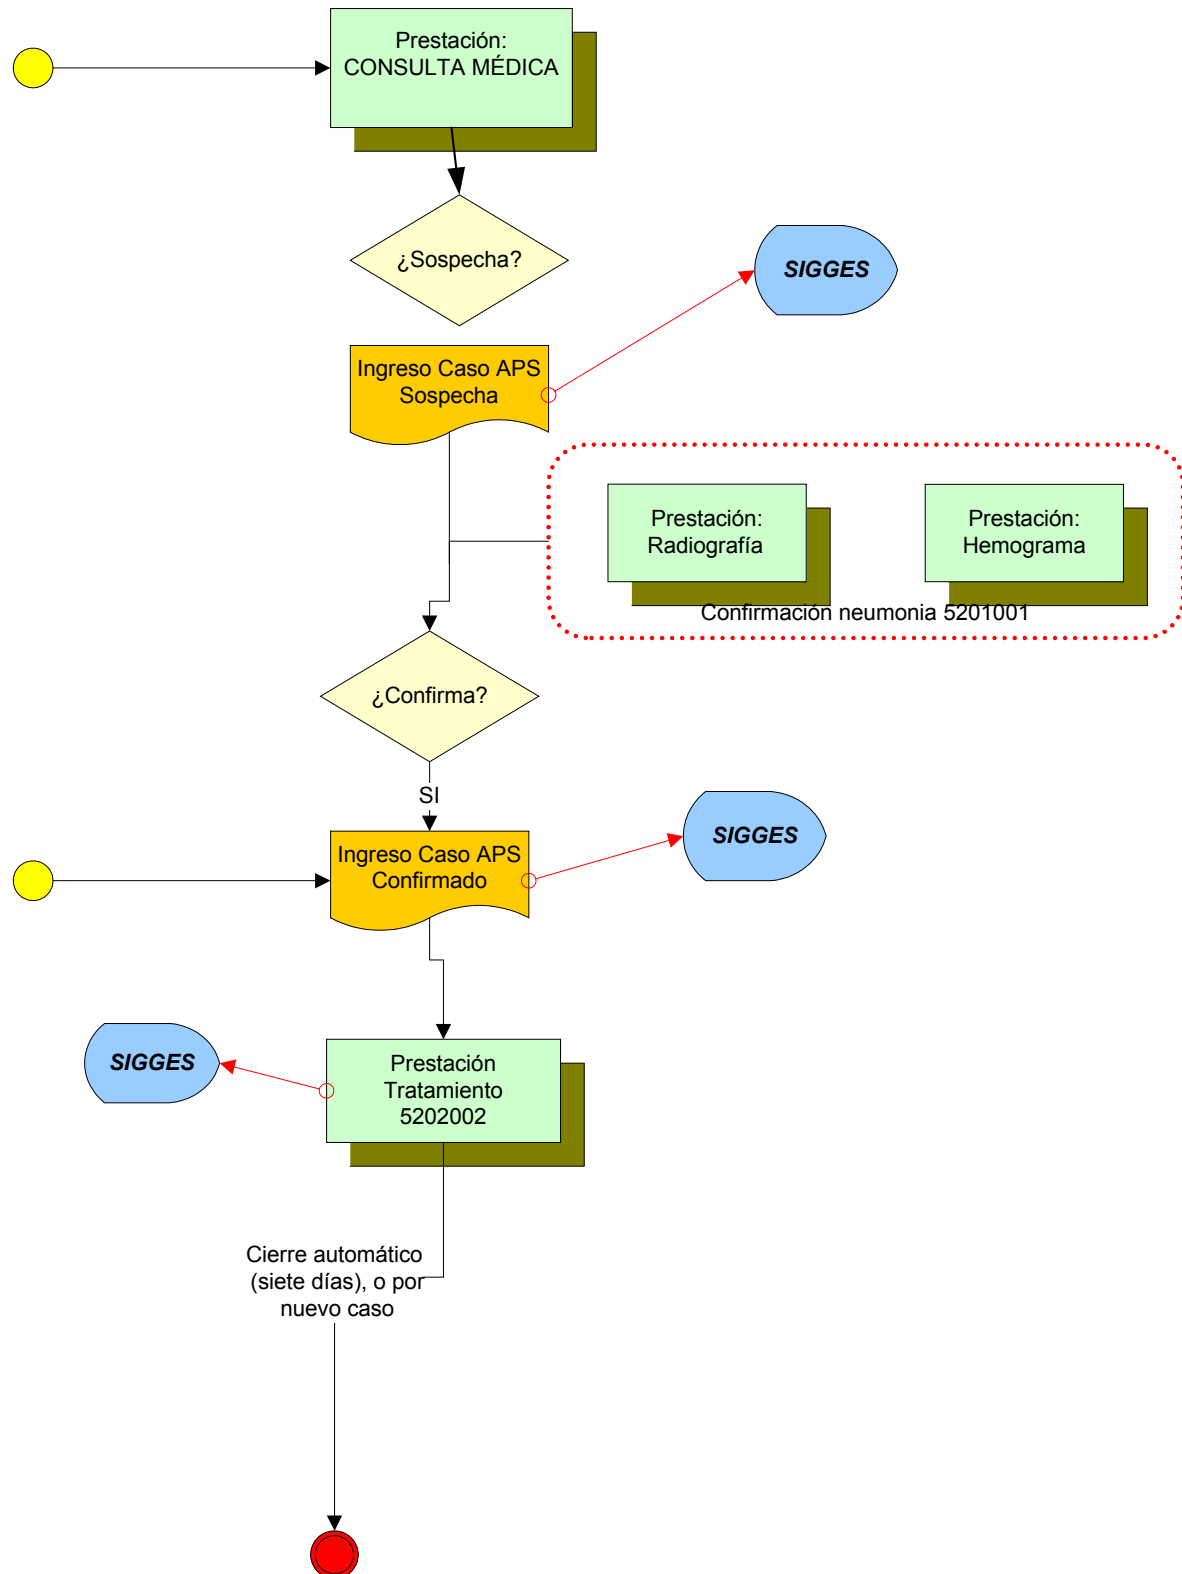 Prestación:
CONSULTA MÉDICA
¿Sospecha?
SIGGES
Ingreso Caso APS
Sospecha
Prestación:
Radiografía
Prestación:
Hemograma
Confirmación neumonia 5201001
¿Confirma?
SI
SIGGES
Ingreso Caso APS
Confirmado
SIGGES
Prestación
Tratamiento
5202002
Cierre automático
(siete días), o por
nuevo caso